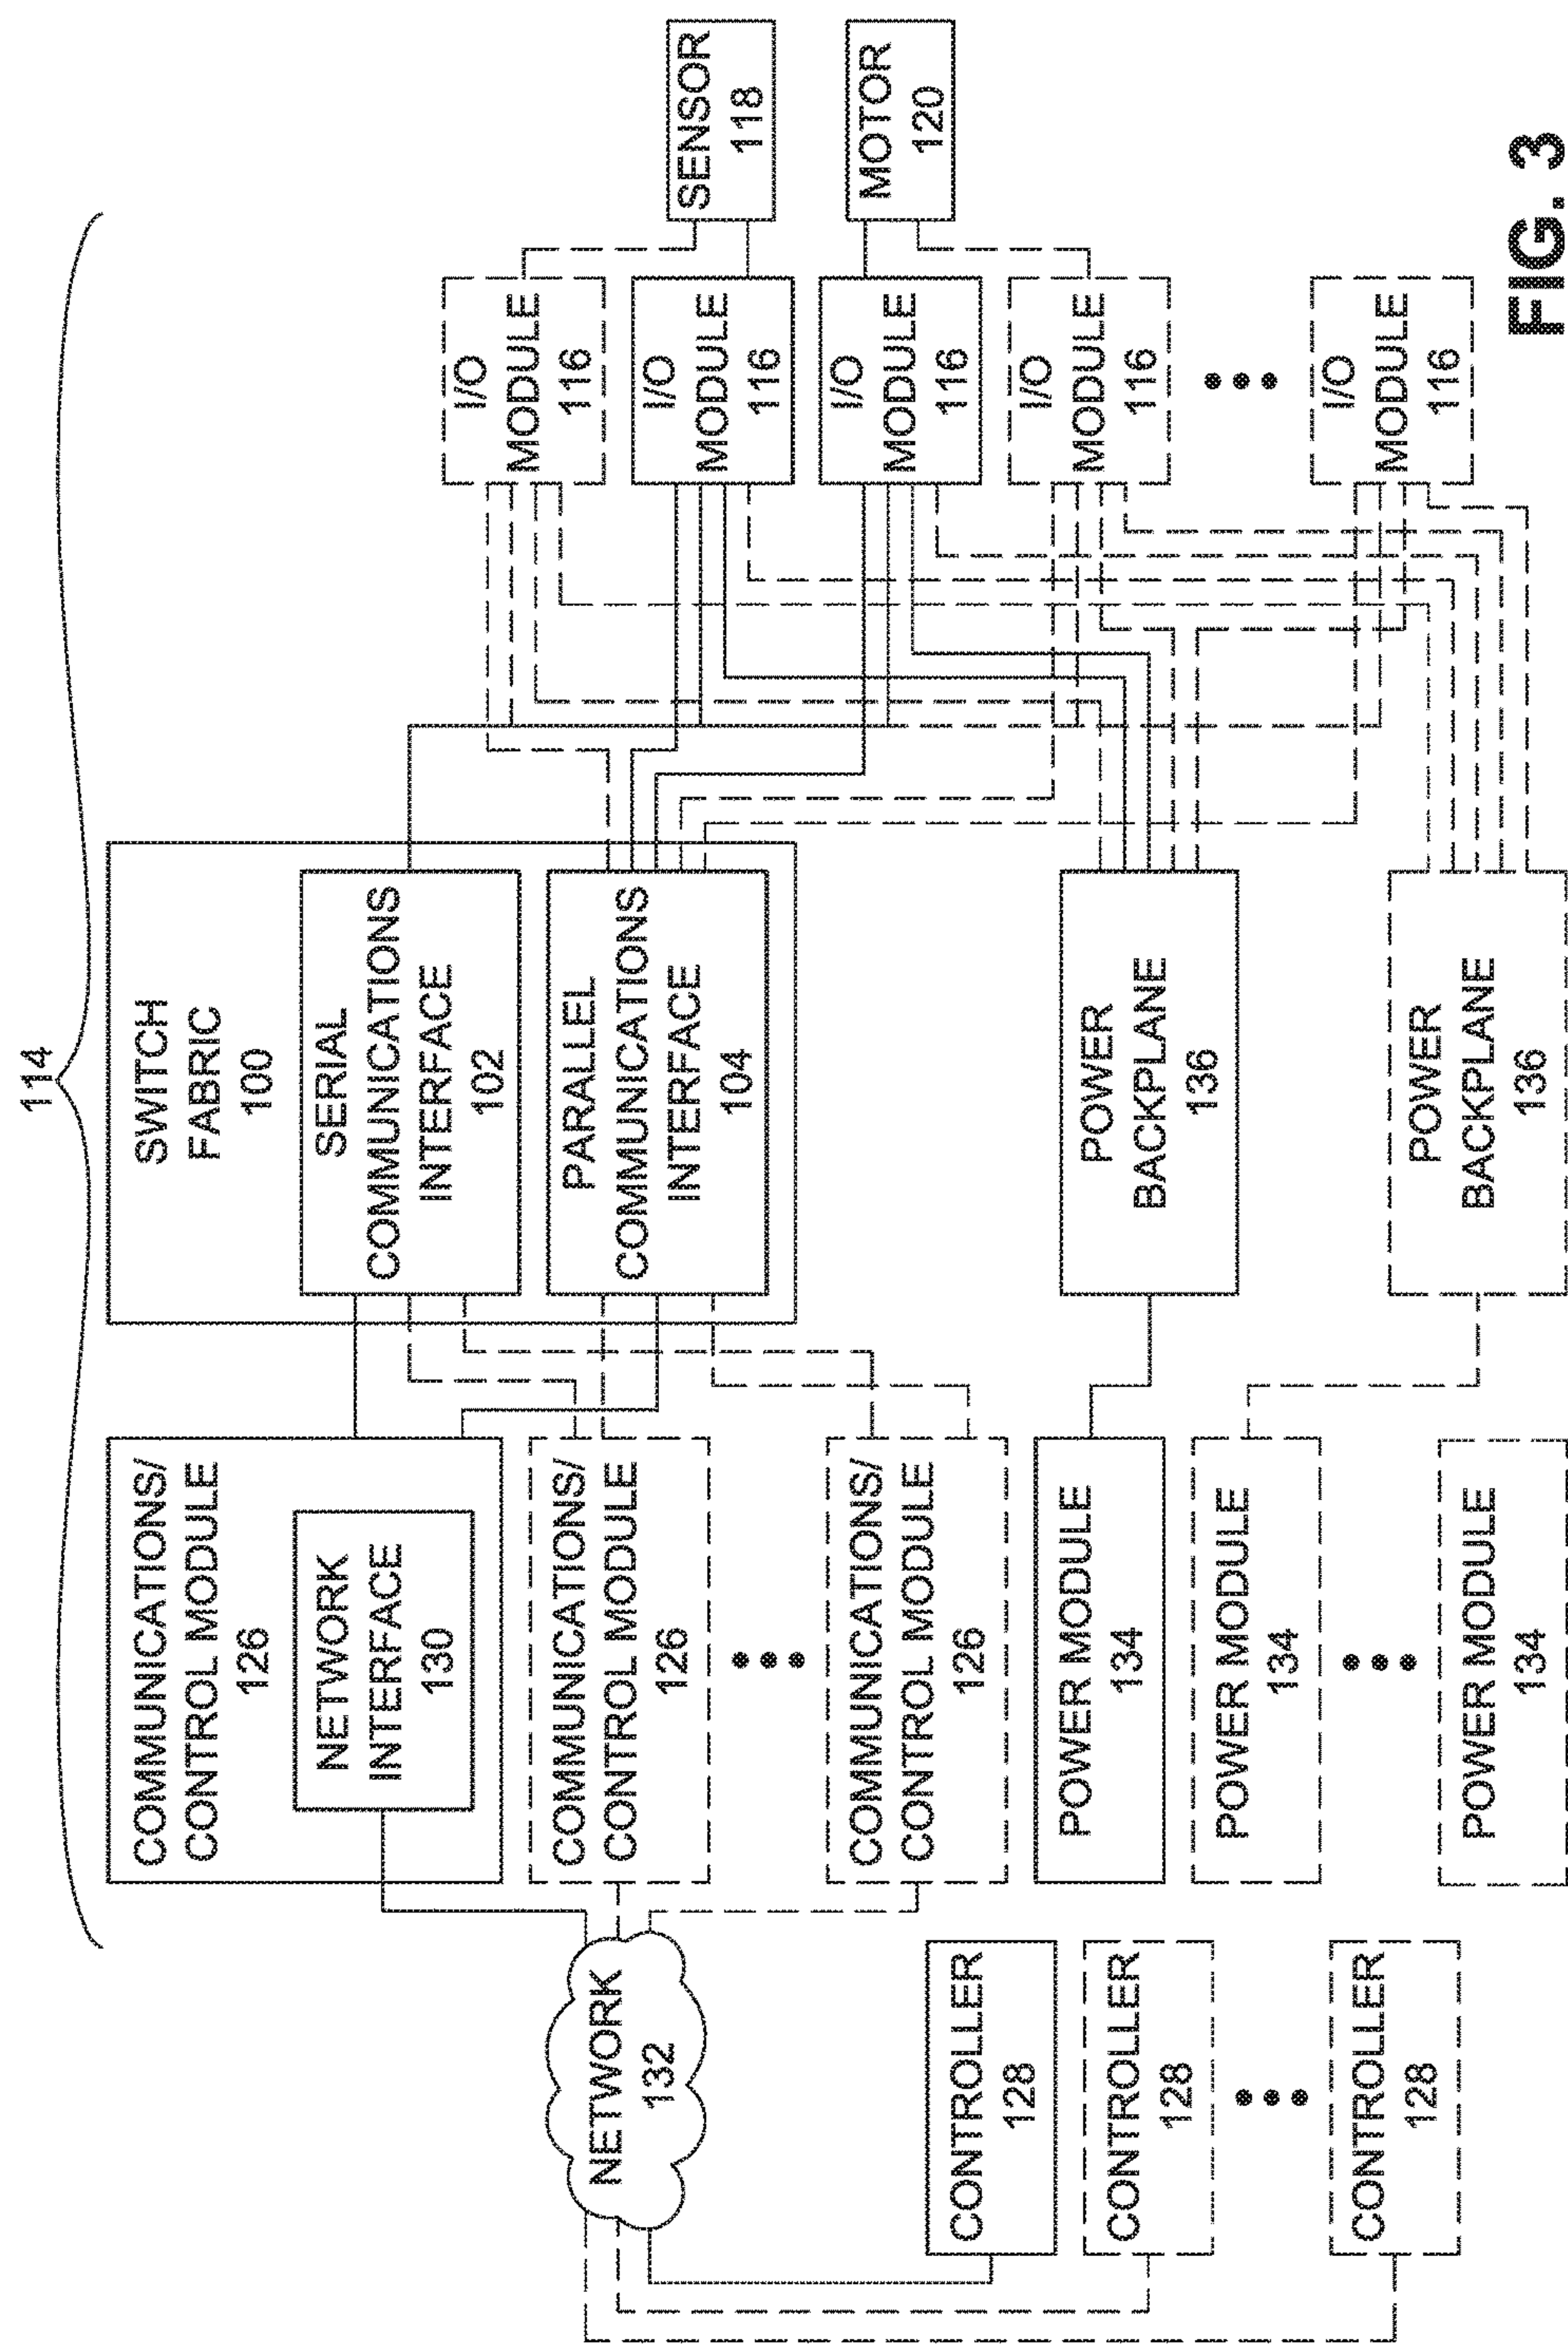 114
COMMUNICATIONS/
CONTROL MODULE
126
NETWORK
INTERFACE
130
COMMUNICATIONS/
CONTROL MODULE
126
COMMUNICATIONS/
CONTROL MODULE
126
POWER MODULE
134
POWER MODULE
134
POWER MODULE
134
NETWORK
132
CONTROLLER
128
CONTROLLER
128
CONTROLLER
128
SWITCH
FABRIC
100
SERIAL
COMMUNICATIONS
INTERFACE
102
PARALLEL
COMMUNICATIONS
INTERFACE
104
POWER
BACKPLANE
136
POWER
BACKPLANE
136
I/O
MODULE
116
I/O
MODULE
116
I/O
MODULE
116
I/O
MODULE
116
I/O
MODULE
116
SENSOR
118
MOTOR
120
FIG. 3